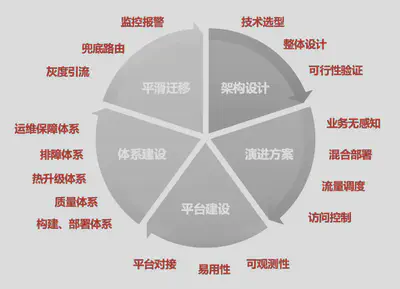 监控报警
技术选型
兜底路由
整体设计
灰度引流
可行性验证
平滑迁移
架构设计
业务无感知
运维保障体系
混合部署
排障体系
体系建设
演进方案
热升级体系
流量调度
质量体系
平台建设
访问控制
构建、部署体系
平台对接
易用性
可观测性